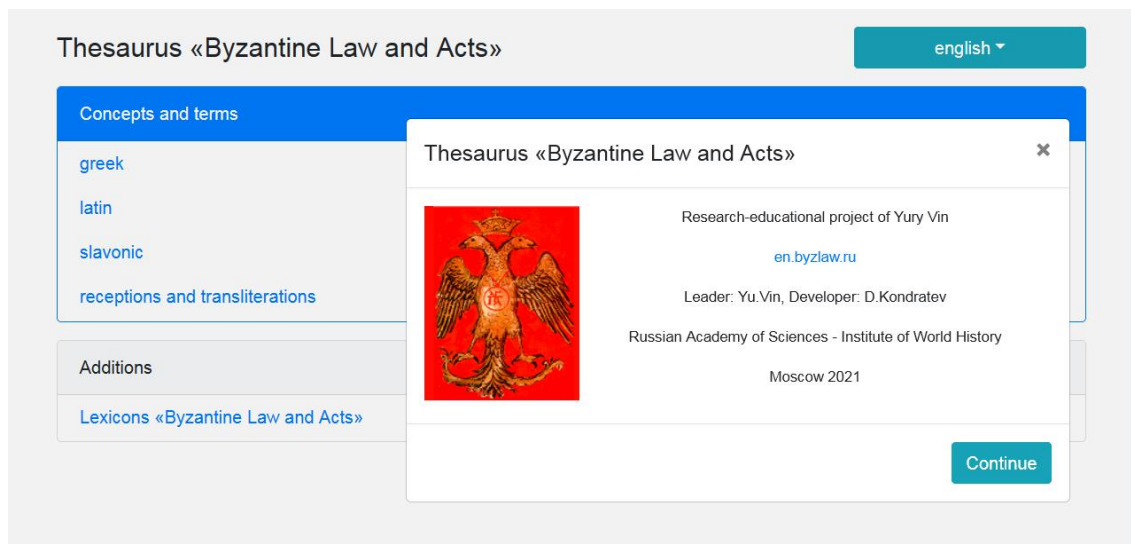 Thesaurus «Byzantine Law and Acts»
english
Concepts and terms
greek
latin
slavonic
receptions and transliterations
Additions
Lexicons «Byzantine Law and Acts»
Thesaurus «Byzantine Law and Acts»
×
Research-educational project of Yury Vin
en.byzlaw.ru
Leader: Yu.Vin, Developer: D.Kondratev
Russian Academy of Sciences - Institute of World History
Moscow 2021
Continue